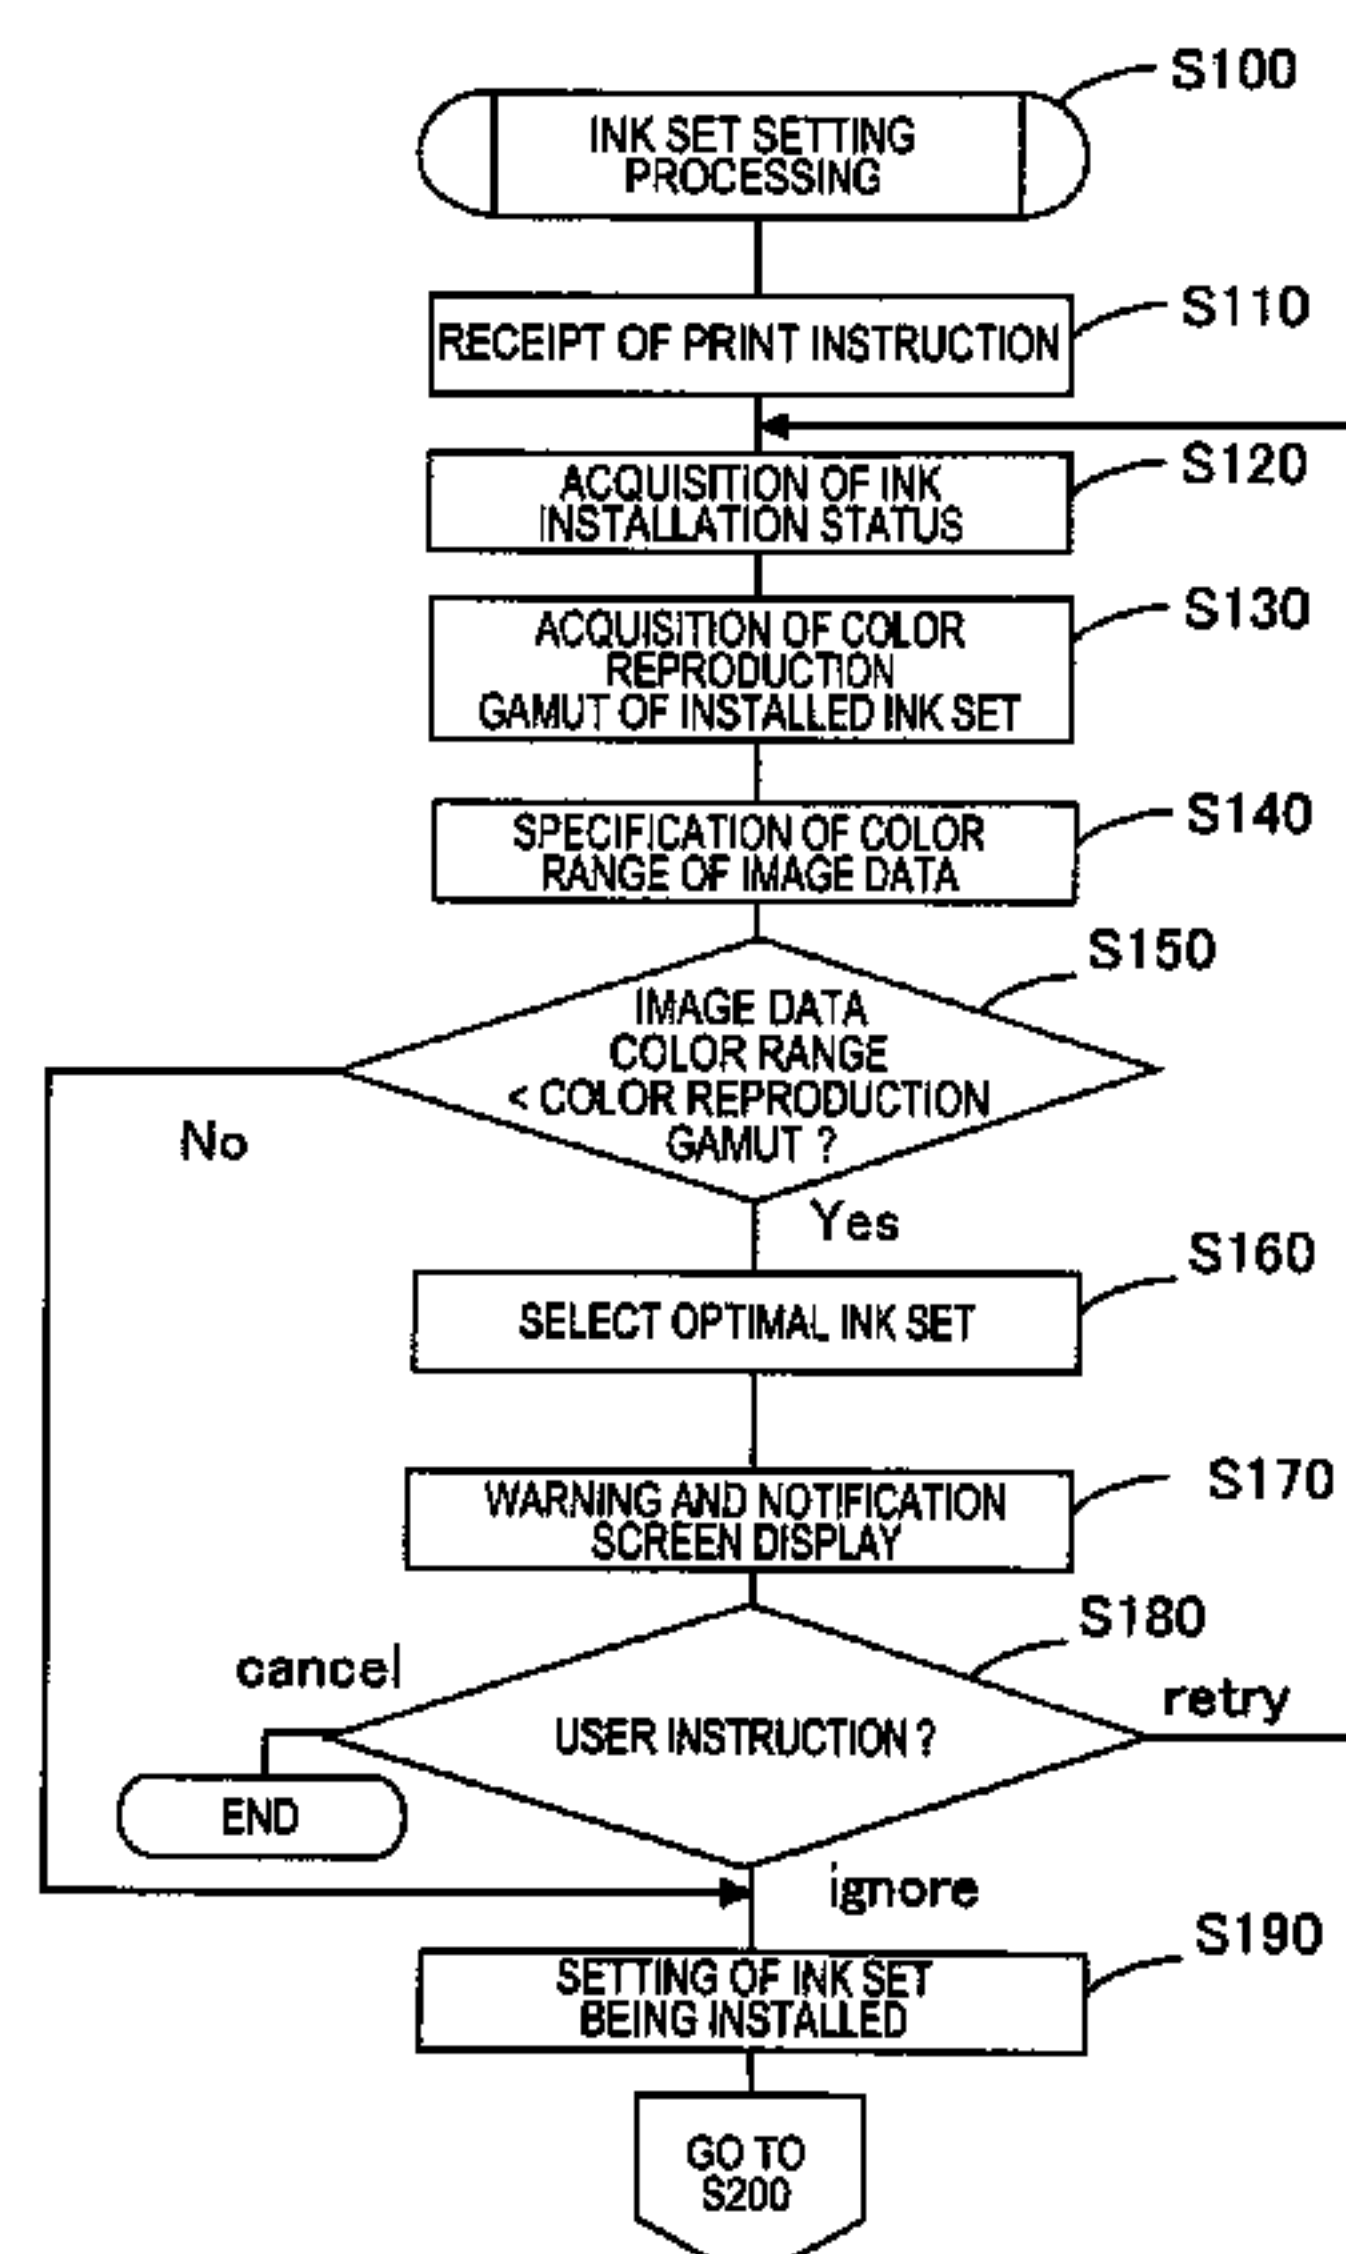 S100
INK SET SETTING
PROCESSING
S110
RECEIPT OF PRINT INSTRUCTION
S120
ACQUISITION OF INK
INSTALLATION STATUS
S130
ACQUISITION OF COLOR
REPRODUCTION
GAMUT OF INSTALLED INK SET
S140
SPECIFICATION OF COLOR
RANGE OF IMAGE DATA
S150
IMAGE DATA
COLOR RANGE
< COLOR REPRODUCTION
GAMUT ?
No
Yes
S160
SELECT OPTIMAL INK SET
S170
WARNING AND NOTIFICATION
SCREEN DISPLAY
S180
cancel
retry
USER INSTRUCTION ?
END
ignore
S190
SETTING OF INK SET
BEING INSTALLED
GO TO
S200